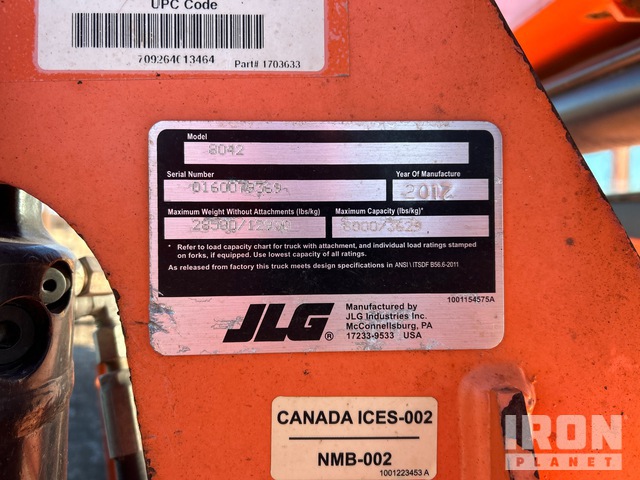 UPC Code
Part# 1703633
Model
8042
Serial Number
Year of Manufacture
0160078369
2017
Maximum Weight Without Attachments (lbs/kg)
Maximum Capacity (lbs/kg)*
8000/3629
* Refer to load capacity chart for truck with attachment, and individual load ratings stamped
on forks, if equipped. Use lowest capacity of all ratings.
As released from factory this truck meets design specifications in ANSI \ ITSDF B56.6-2011
1001154575A
JLG®
Manufactured by
JLG Industries Inc.
McConnellsburg, PA
17233-9533 USA
CANADA ICES-002
NMB-002
1001223453 A
IRON
PLANET